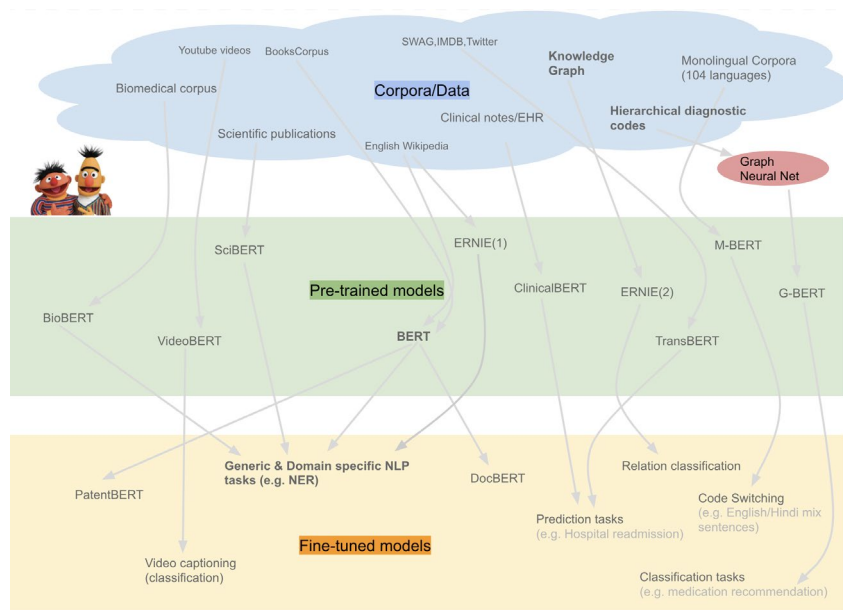 SWAG,IMDB,Twitter
Youtube videos
BooksCorpus
Knowledge
Graph
Monolingual Corpora
(104 languages)
Biomedical corpus
Corpora/Data
Hierarchical diagnostic
codes
Clinical notes/EHR
Scientific publications
English Wikipedia
Graph
Neural Net
SciBERT
ERNIE(1)
M-BERT
Pre-trained models
ClinicalBERT
ERNIE(2)
G-BERT
BioBERT
VideoBERT
BERT
TransBERT
Generic & Domain specific NLP
tasks (e.g. NER)
Relation classification
PatentBERT
DocBERT
Code Switching
(e.g. English/Hindi mix
sentences)
Prediction tasks
(e.g. Hospital readmission)
Fine-tuned models
Video captioning
(classification)
Classification tasks
(e.g. medication recommendation)